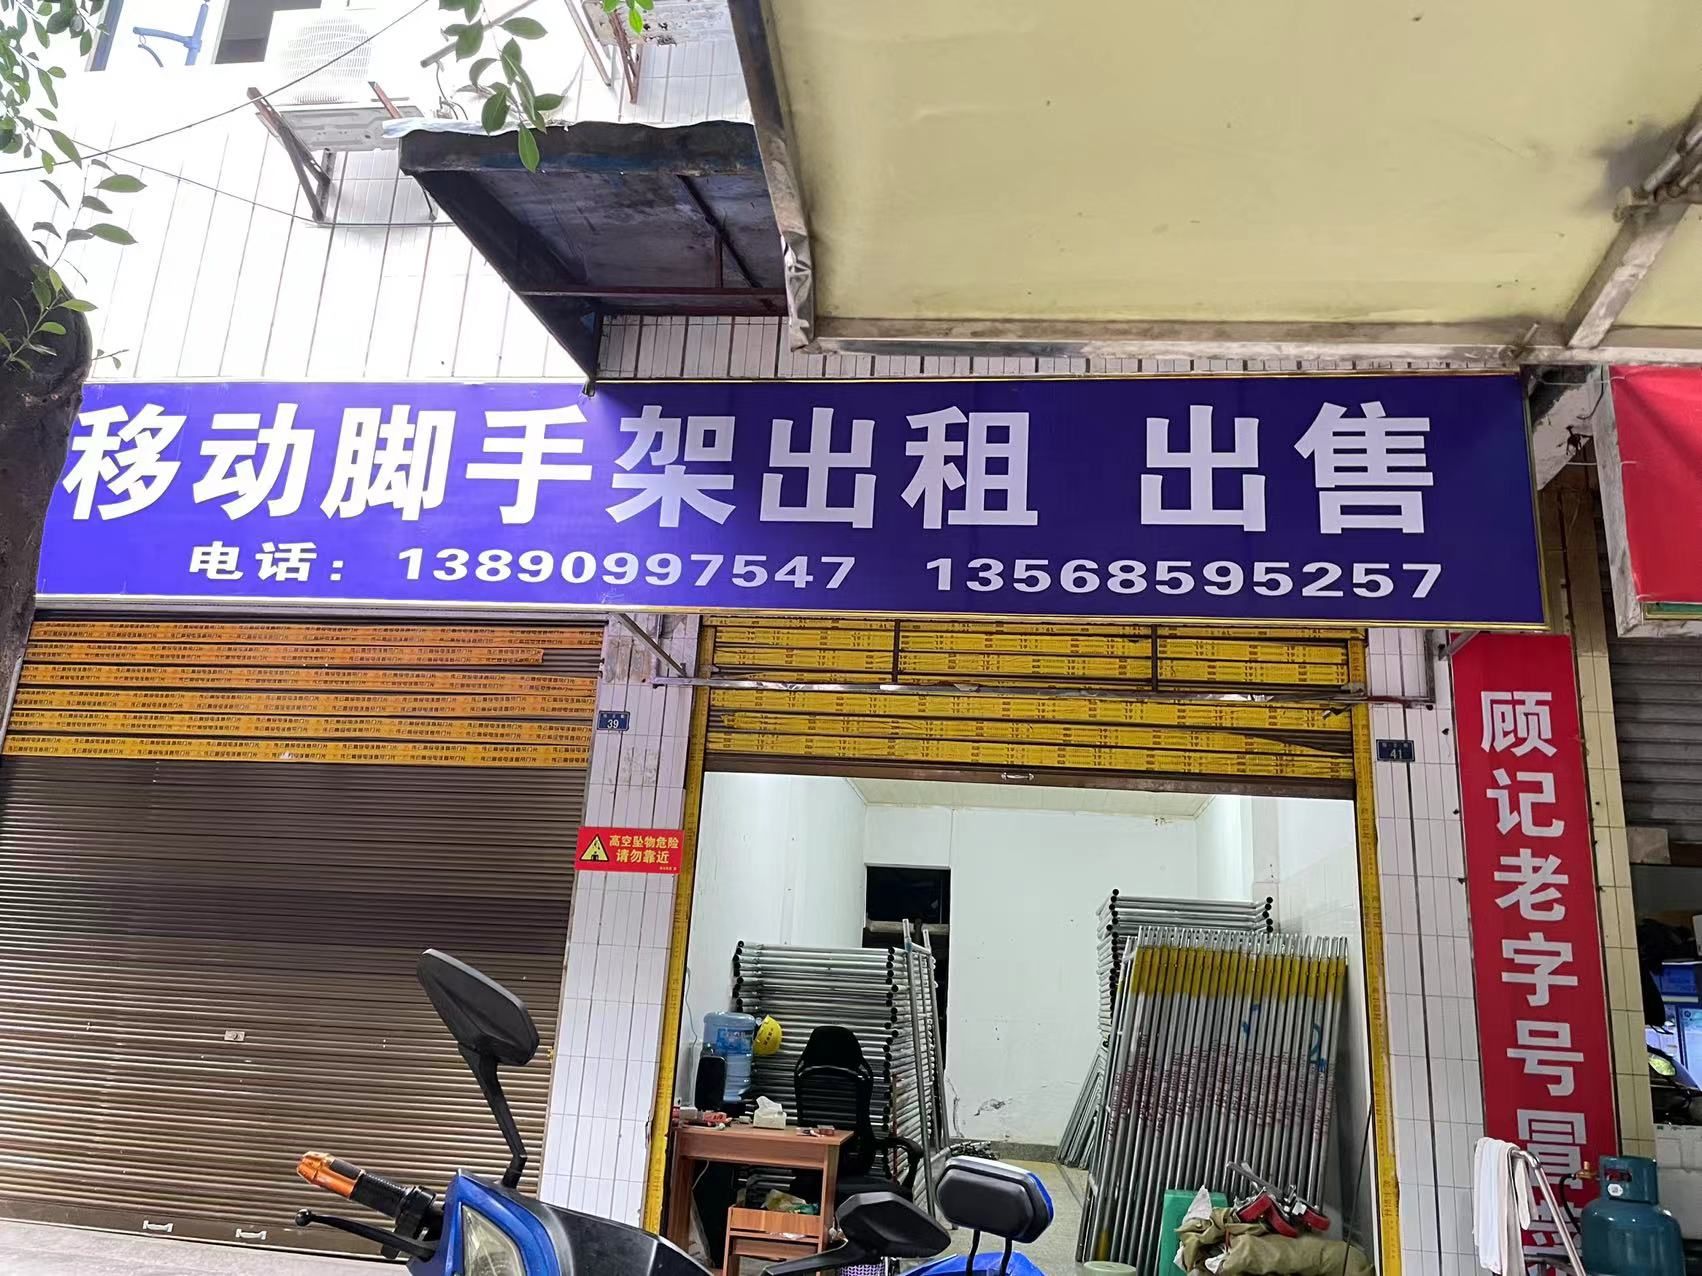 移动脚手架出租 出售
电话：13890997547 13568595257
39
41
高空坠物危险
请勿靠近
顾记老字号冒